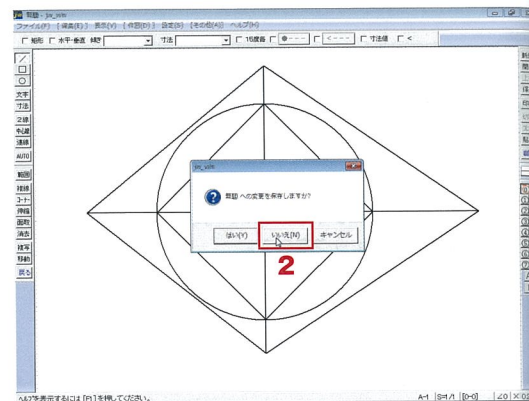 無題 - jw_win
ファイル(F) [編集(E)] 表示(V) [作図(D)] 設定(S) [その他(A)] ヘルプ(H)
矩形 水平・垂直 傾き 寸法 15度毎 ●--- <--- 寸法値 <
文字
寸法
2線
中心線
連線
AUTO
範囲
複線
コーナー
伸縮
面取
消去
複写
移動
戻る
jw_win
無題 への変更を保存しますか?
はい(Y) いいえ(N) キャンセル
2
ヘルプを表示するには [F1] を押してください。
A-4 S=1/1 [0-0] ∠0